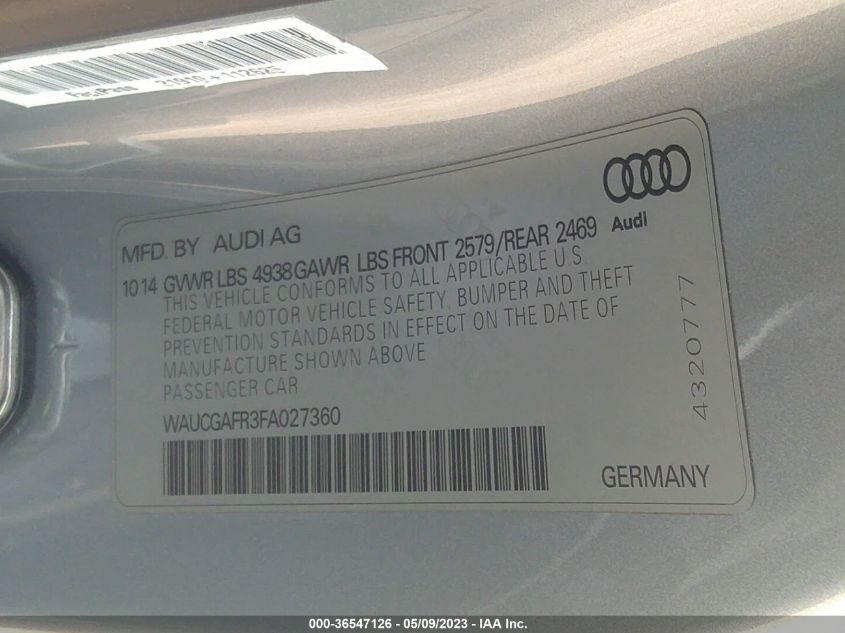 MFD. BY AUDI AG
Audi
1014 GVWR LBS 4938 GAWR LBS FRONT 2579/REAR 2469
THIS VEHICLE CONFORMS TO ALL APPLICABLE U S
FEDERAL MOTOR VEHICLE SAFETY, BUMPER AND THEFT
PREVENTION STANDARDS IN EFFECT ON THE DATE OF
MANUFACTURE SHOWN ABOVE
PASSENGER CAR
WAUCGAFR3FA027360
GERMANY
4320777
000-36547126 - 05/09/2023 - IAA Inc.